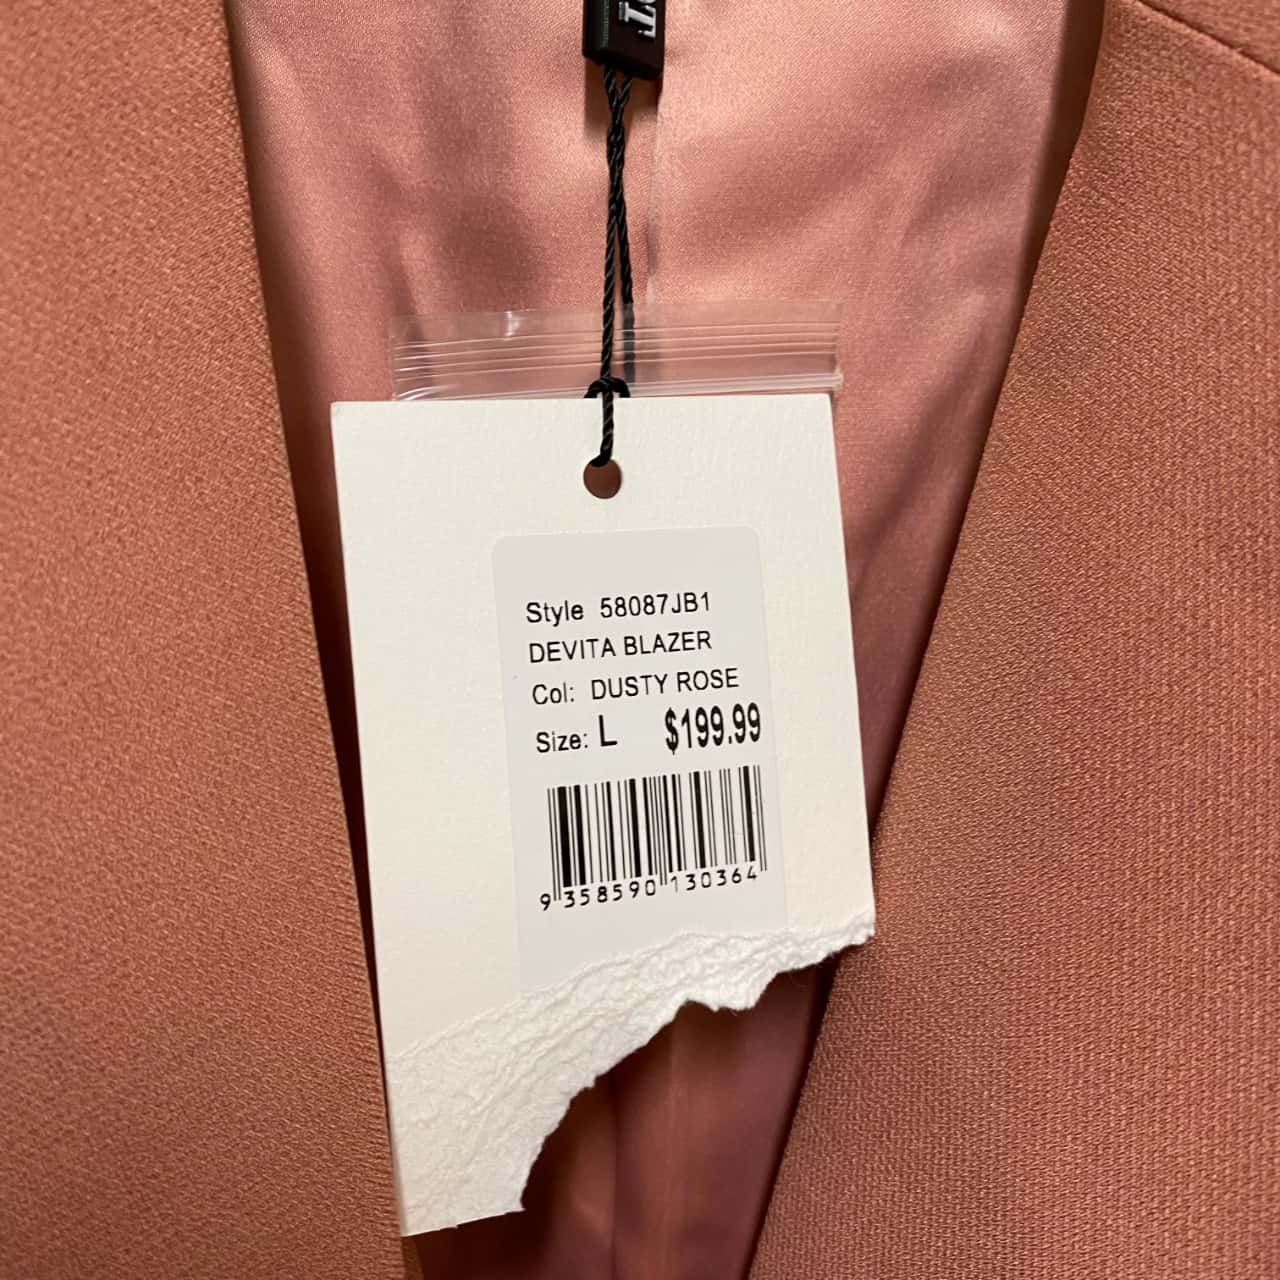 Style 58087JB1
DEVITA BLAZER
Col: DUSTY ROSE
Size: L $199.99
9 358590 130364